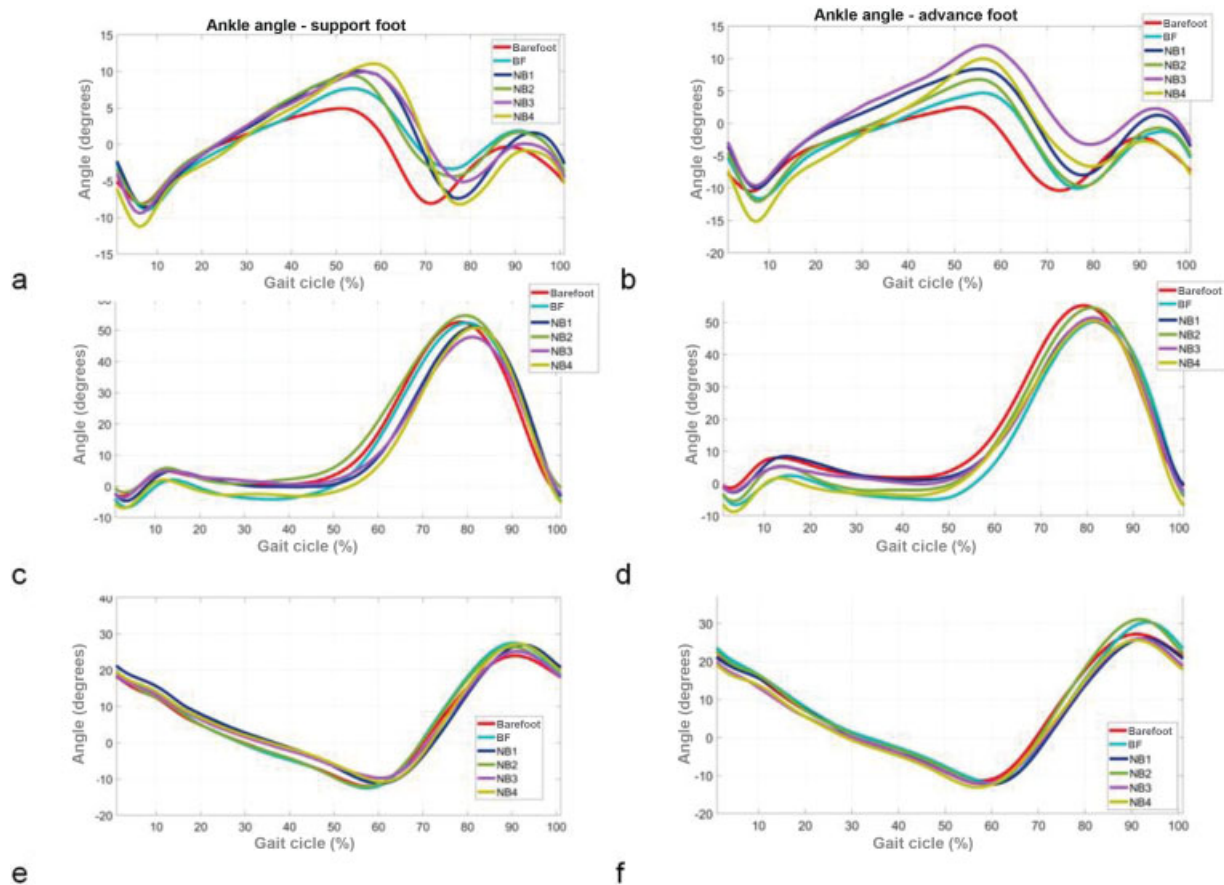 Ankle angle - support foot
15
10
5
0
-5
-10
-15
Angle (degrees)
10 20 30 40 50 60 70 80 90 100
Gait cicle (%)
Barefoot
BF
NB1
NB2
NB3
NB4
a
Ankle angle - advance foot
15
10
5
0
-5
-10
-15
-20
Angle (degrees)
10 20 30 40 50 60 70 80 90 100
Gait cicle (%)
Barefoot
BF
NB1
NB2
NB3
NB4
b
50
40
30
20
10
0
-10
Angle (degrees)
10 20 30 40 50 60 70 80 90 100
Gait cicle (%)
Barefoot
BF
NB1
NB2
NB3
NB4
c
50
40
30
20
10
0
-10
Angle (degrees)
10 20 30 40 50 60 70 80 90 100
Gait cicle (%)
Barefoot
BF
NB1
NB2
NB3
NB4
d
40
30
20
10
0
-10
-20
Angle (degrees)
10 20 30 40 50 60 70 80 90 100
Gait cicle (%)
Barefoot
BF
NB1
NB2
NB3
NB4
e
30
20
10
0
-10
-20
Angle (degrees)
10 20 30 40 50 60 70 80 90 100
Gait cicle (%)
Barefoot
BF
NB1
NB2
NB3
NB4
f